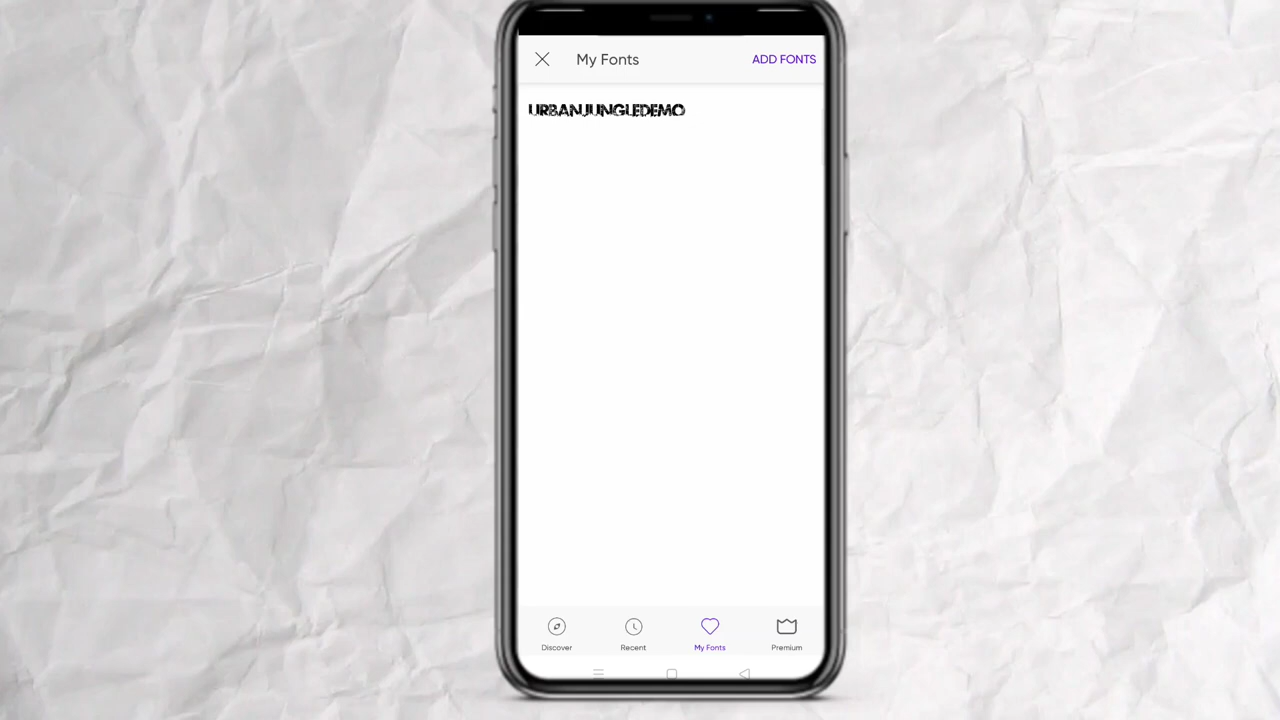 My Fonts
ADD FONTS
URBANJUNGLEDEMO
Discover
Recent
My Fonts
Premium